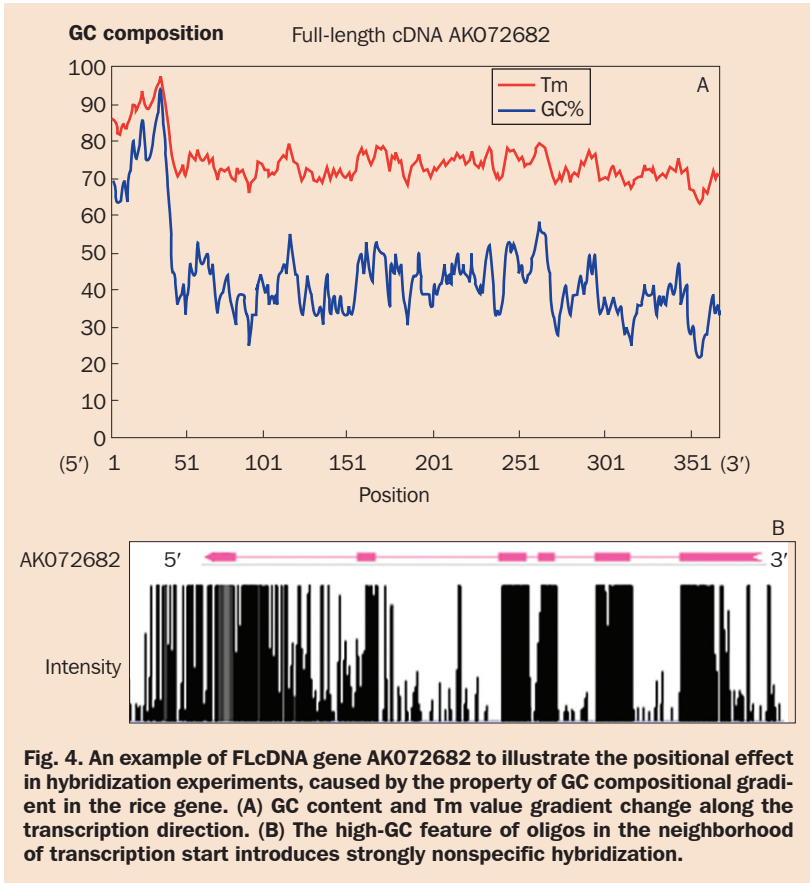 GC composition
Full-length cDNA AK072682
100
90
80
70
60
50
40
30
20
10
0
Tm
GC%
A
(5′) 1 51 101 151 201 251 301 351 (3′)
Position
B
AK072682 5′ 3′
Intensity
Fig. 4. An example of FLcDNA gene AK072682 to illustrate the positional effect
in hybridization experiments, caused by the property of GC compositional gradi-
ent in the rice gene. (A) GC content and Tm value gradient change along the
transcription direction. (B) The high-GC feature of oligos in the neighborhood
of transcription start introduces strongly nonspecific hybridization.